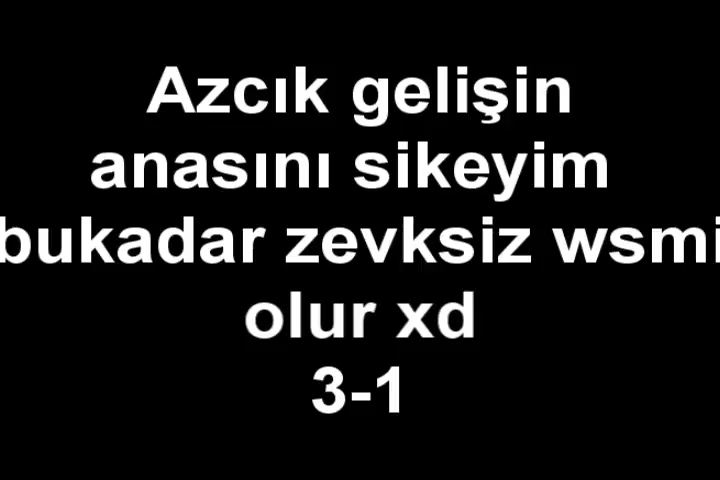 Azcık gelişin
anasını sikeyim
bukadar zevksiz wsmi
olur xd
3-1